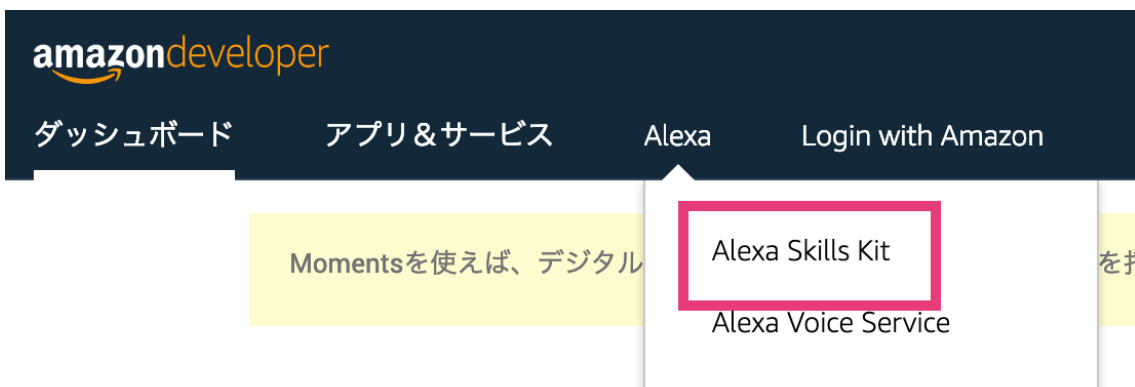 amazondeveloper
ダッシュボード アプリ＆サービス Alexa Login with Amazon
Alexa Skills Kit
Momentsを使えば、デジタル を
Alexa Voice Service